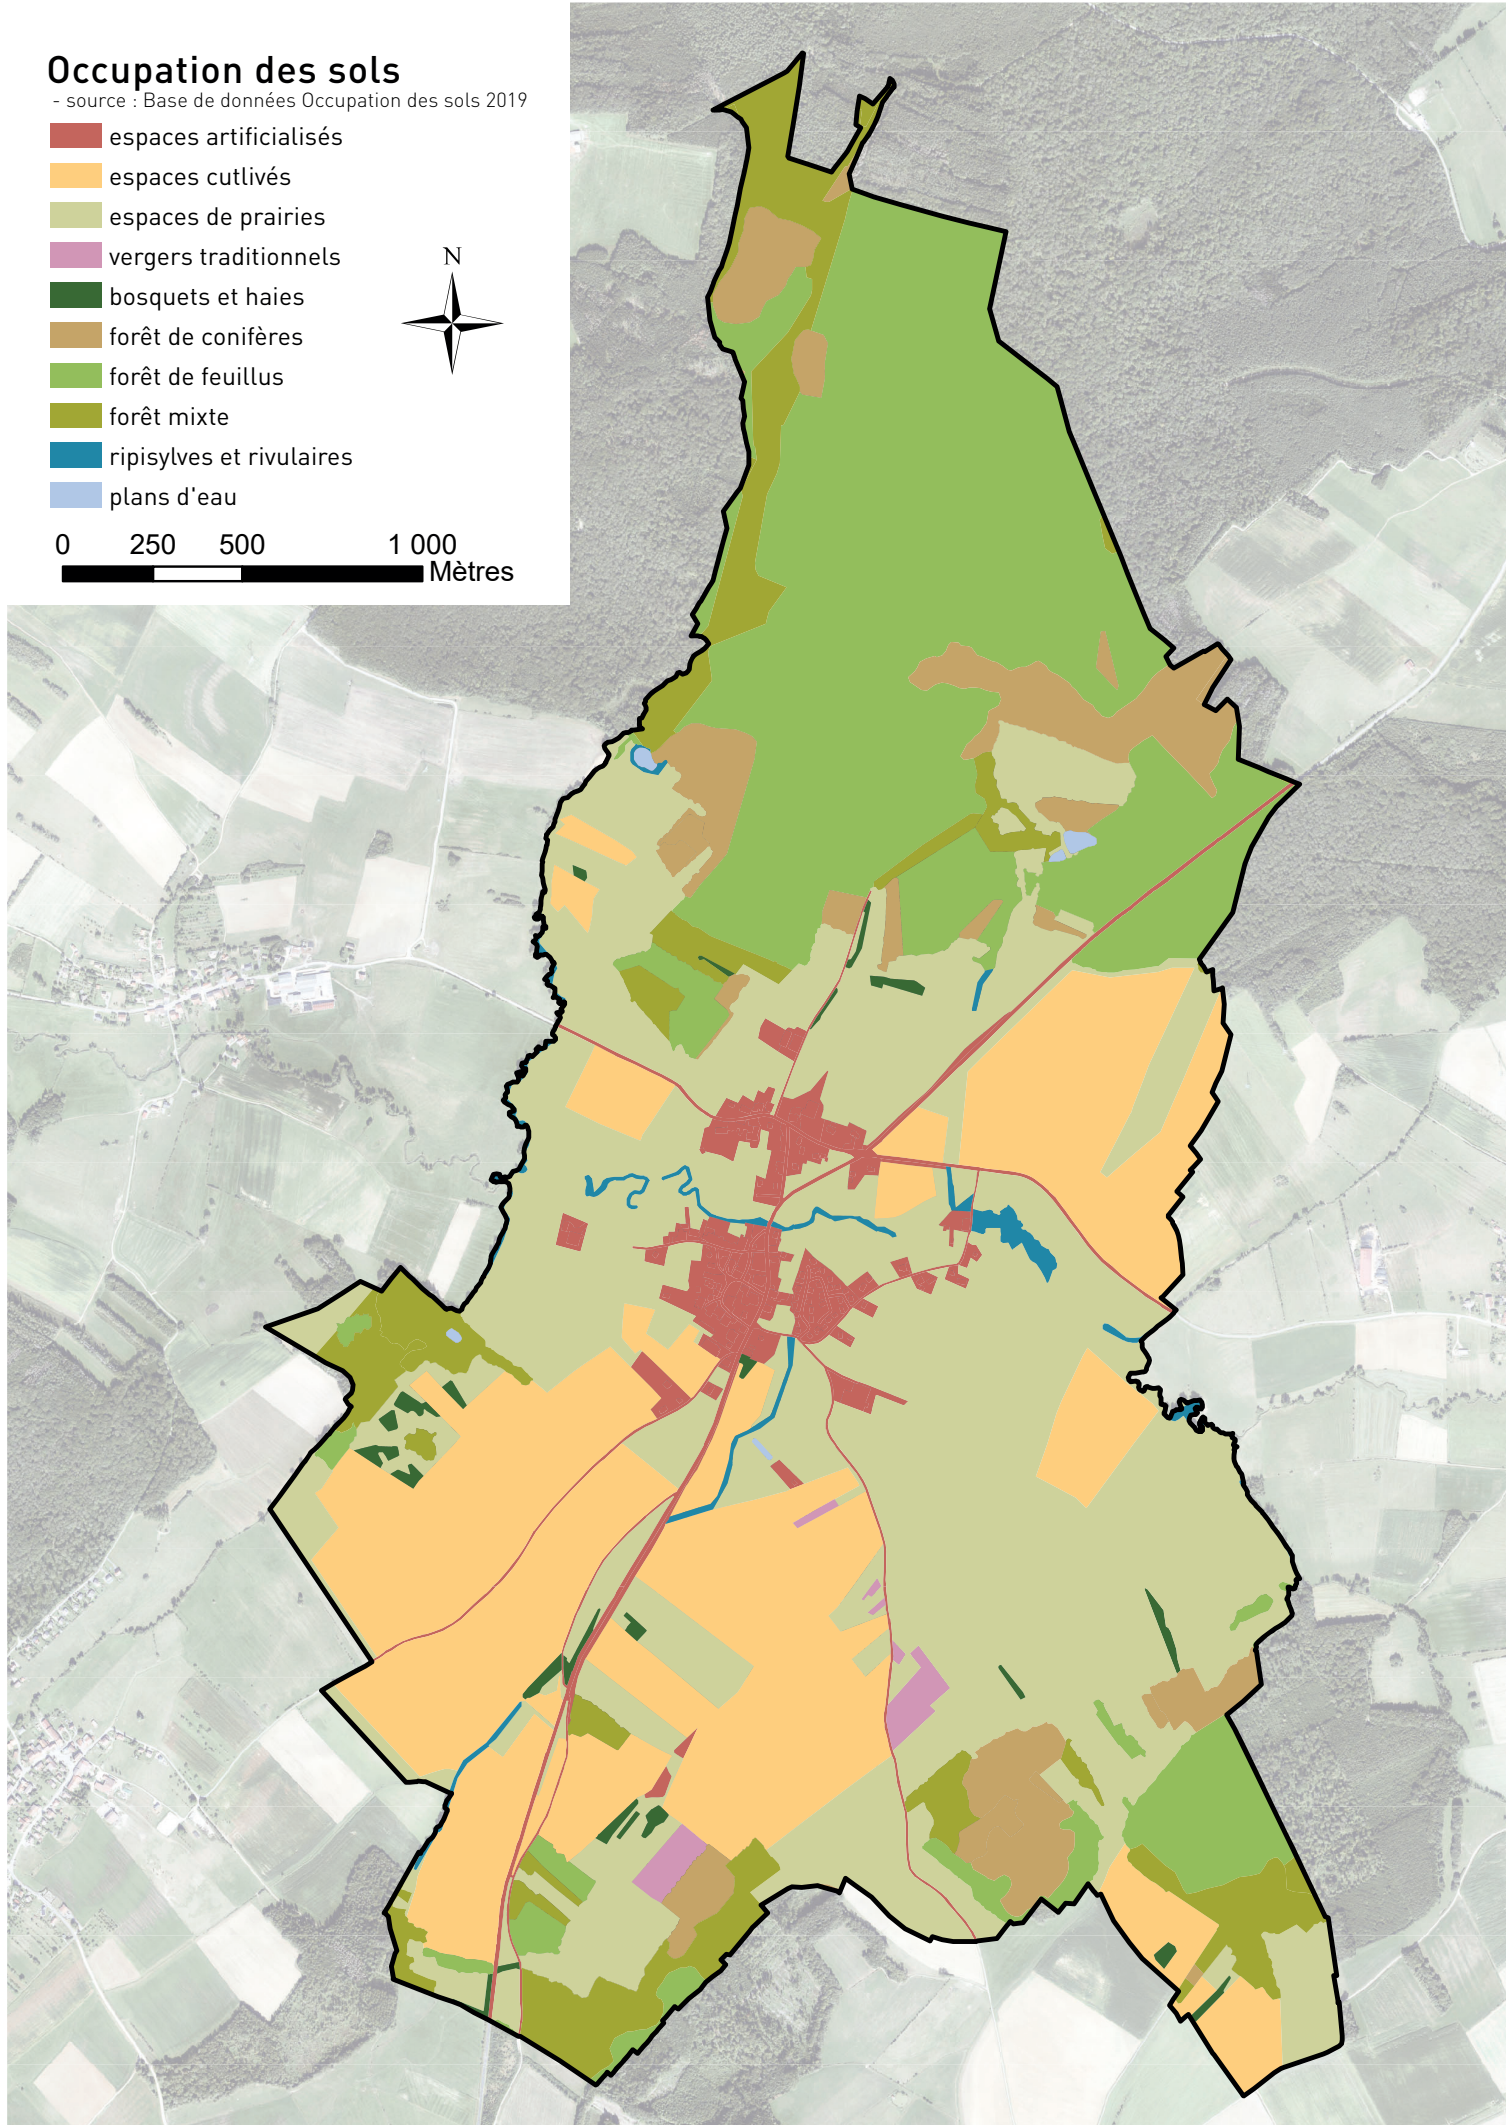 Occupation des sols
- source : Base de données Occupation des sols 2019
espaces artificialisés
espaces cutlivés
espaces de prairies
vergers traditionnels
N
bosquets et haies
forêt de conifères
forêt de feuillus
forêt mixte
ripisylves et rivulaires
plans d'eau
0 250 500 1 000
Mètres